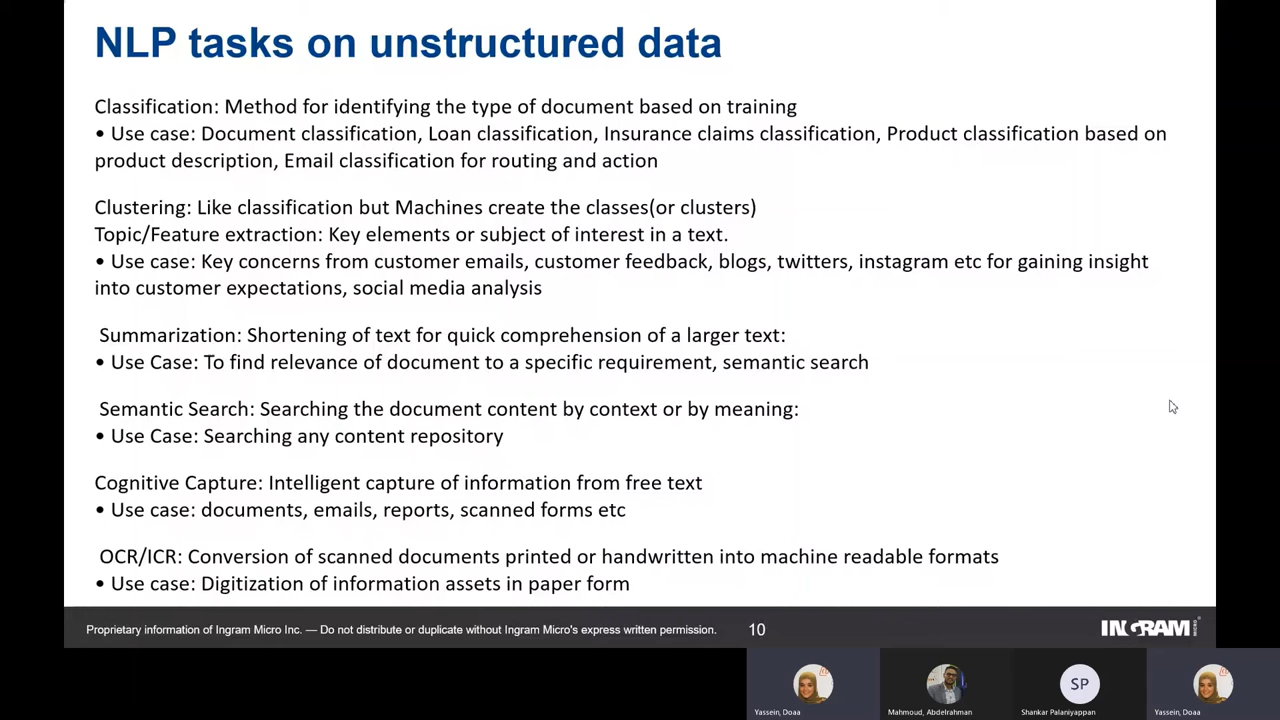 NLP tasks on unstructured data
Classification: Method for identifying the type of document based on training
• Use case: Document classification, Loan classification, Insurance claims classification, Product classification based on
product description, Email classification for routing and action
Clustering: Like classification but Machines create the classes(or clusters)
Topic/Feature extraction: Key elements or subject of interest in a text.
• Use case: Key concerns from customer emails, customer feedback, blogs, twitters, instagram etc for gaining insight
into customer expectations, social media analysis
Summarization: Shortening of text for quick comprehension of a larger text:
• Use Case: To find relevance of document to a specific requirement, semantic search
Semantic Search: Searching the document content by context or by meaning:
• Use Case: Searching any content repository
Cognitive Capture: Intelligent capture of information from free text
• Use case: documents, emails, reports, scanned forms etc
OCR/ICR: Conversion of scanned documents printed or handwritten into machine readable formats
• Use case: Digitization of information assets in paper form
Proprietary information of Ingram Micro Inc. — Do not distribute or duplicate without Ingram Micro's express written permission. 10 INGRAM MICRO
SP
Yassein, Doaa Mahmoud, Abdelrahman Shankar Palaniyappan Yassein, Doaa